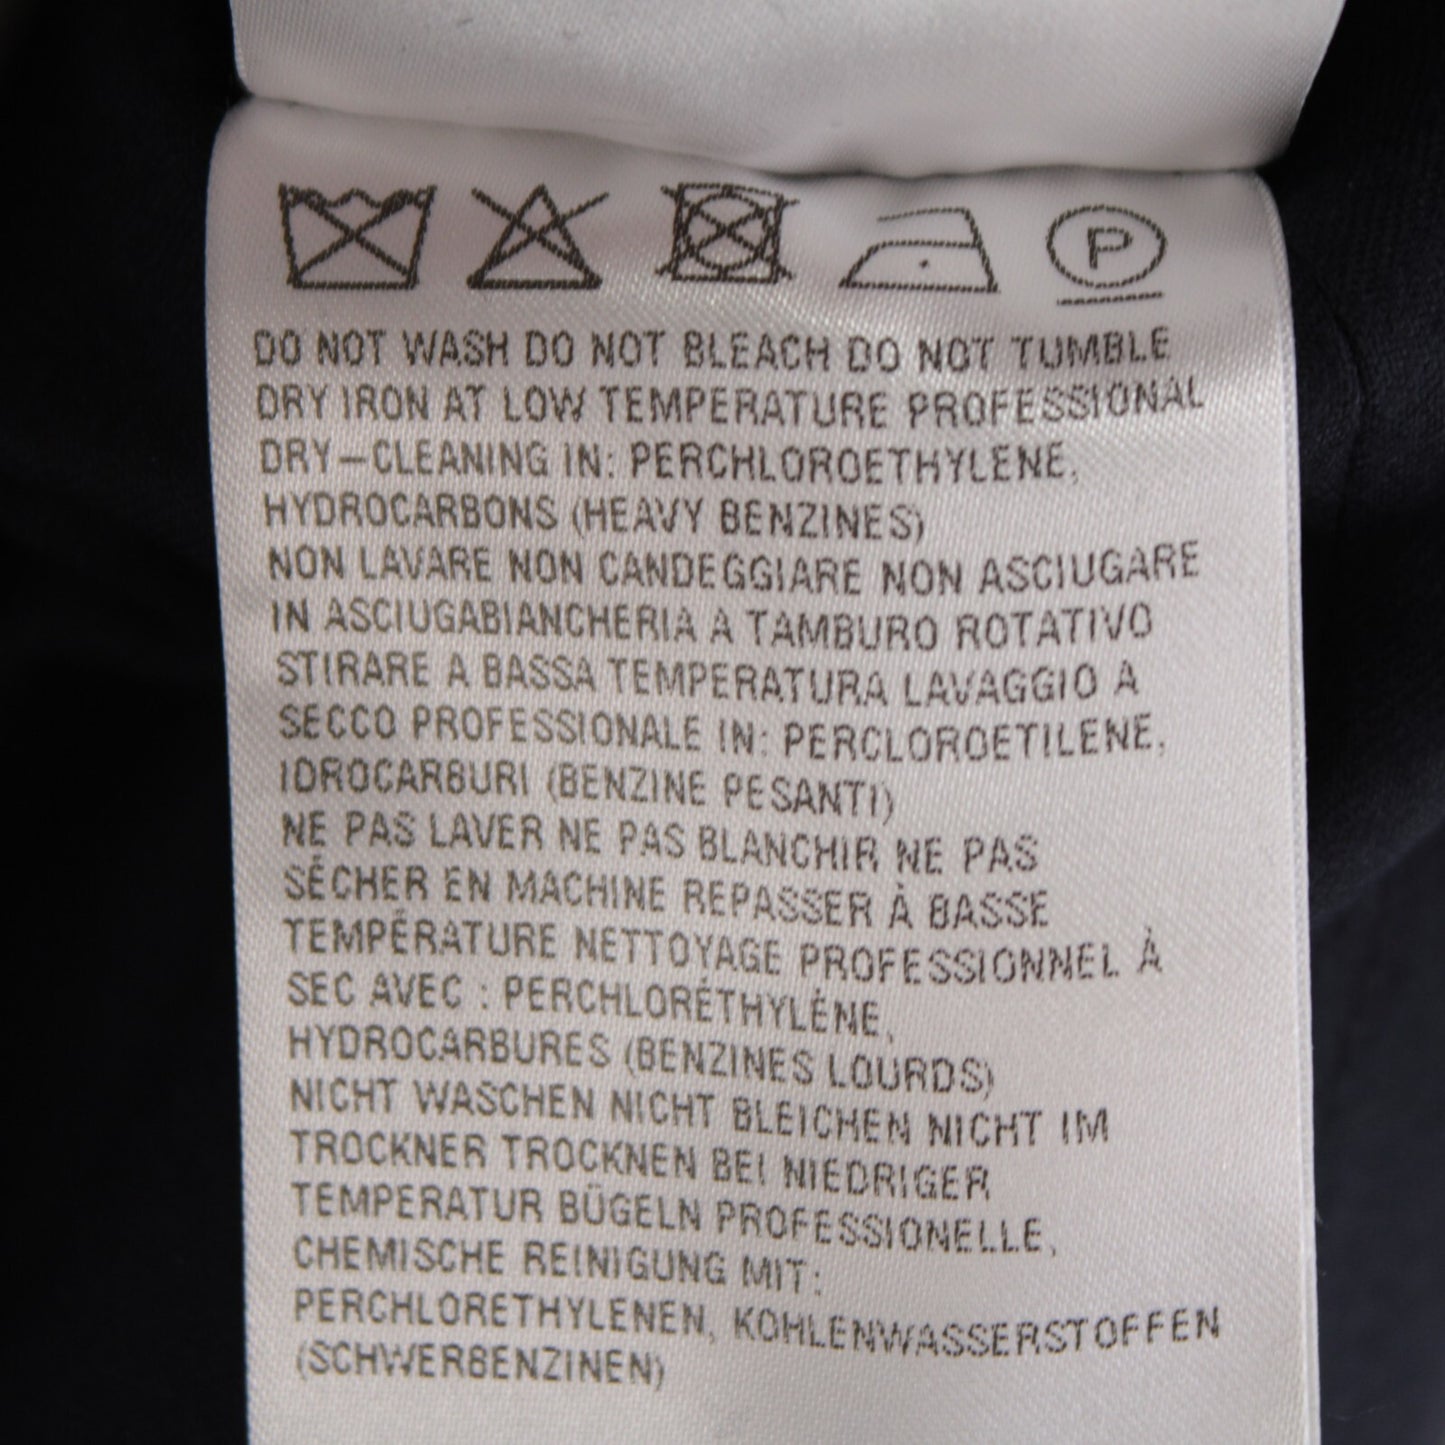 P
DO NOT WASH DO NOT BLEACH DO NOT TUMBLE
DRY IRON AT LOW TEMPERATURE PROFESSIONAL
DRY-CLEANING IN: PERCHLOROETHYLENE,
HYDROCARBONS (HEAVY BENZINES)
NON LAVARE NON CANDEGGIARE NON ASCIUGARE
IN ASCIUGABIANCHERIA A TAMBURO ROTATIVO
STIRARE A BASSA TEMPERATURA LAVAGGIO A
SECCO PROFESSIONALE IN: PERCLOROETILENE,
IDROCARBURI (BENZINE PESANTI)
NE PAS LAVER NE PAS BLANCHIR NE PAS
SÉCHER EN MACHINE REPASSER À BASSE
TEMPÉRATURE NETTOYAGE PROFESSIONNEL À
SEC AVEC : PERCHLORÉTHYLÈNE,
HYDROCARBURES (BENZINES LOURDS)
NICHT WASCHEN NICHT BLEICHEN NICHT IM
TROCKNER TROCKNEN BEI NIEDRIGER
TEMPERATUR BÜGELN PROFESSIONELLE,
CHEMISCHE REINIGUNG MIT:
PERCHLORETHYLENEN, KOHLENWASSERSTOFFEN
(SCHWERBENZINEN)